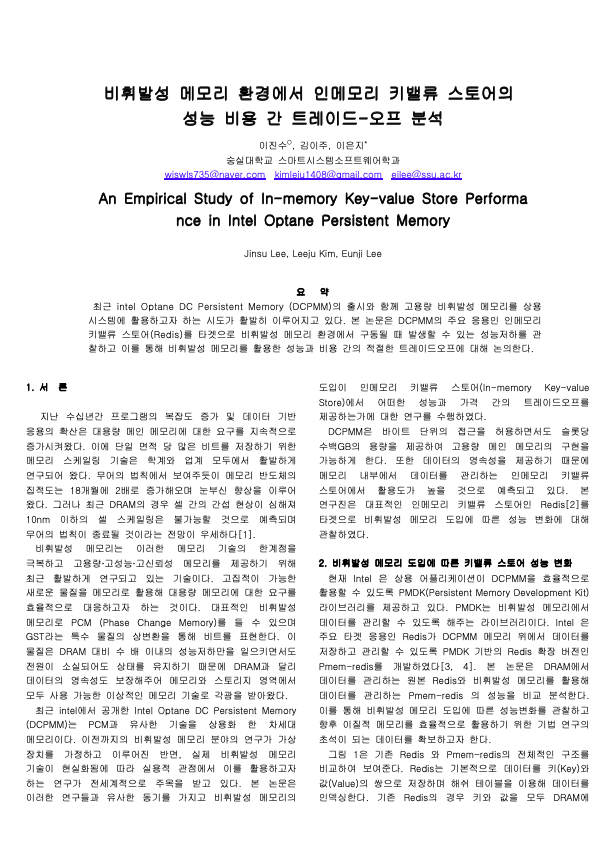 비휘발성 메모리 환경에서 인메모리 키밸류 스토어의
성능 비용 간 트레이드-오프 분석
이진수○, 김이주, 이은지*
숭실대학교 스마트시스템소프트웨어학과
wiswls735@naver.com kimleiu1408@gmail.com ejlee@ssu.ac.kr
An Empirical Study of In-memory Key-value Store Performa
nce in Intel Optane Persistent Memory
Jinsu Lee, Leeju Kim, Eunji Lee
요 약
최근 intel Optane DC Persistent Memory (DCPMM)의 출시와 함께 고용량 비휘발성 메모리를 상용
시스템에 활용하고자 하는 시도가 활발히 이루어지고 있다. 본 논문은 DCPMM의 주요 응용인 인메모리
키밸류 스토어(Redis)를 타겟으로 비휘발성 메모리 환경에서 구동될 때 발생할 수 있는 성능저하를 관
찰하고 이를 통해 비휘발성 메모리를 활용한 성능과 비용 간의 적절한 트레이드오프에 대해 논의한다.
1. 서 론
지난 수십년간 프로그램의 복잡도 증가 및 데이터 기반
응용의 확산은 대용량 메인 메모리에 대한 요구를 지속적으로
증가시켜왔다. 이에 단일 면적 당 많은 비트를 저장하기 위한
메모리 스케일링 기술은 학계와 업계 모두에서 활발하게
연구되어 왔다. 무어의 법칙에서 보여주듯이 메모리 반도체의
집적도는 18개월에 2배로 증가해오며 눈부신 향상을 이루어
왔다. 그러나 최근 DRAM의 경우 셀 간의 간섭 현상이 심해져
10nm 이하의 셀 스케일링은 불가능할 것으로 예측되며
무어의 법칙이 종료될 것이라는 전망이 우세하다[1].
비휘발성 메모리는 이러한 메모리 기술의 한계점을
극복하고 고용량·고성능·고신뢰성 메모리를 제공하기 위해
최근 활발하게 연구되고 있는 기술이다. 고집적이 가능한
새로운 물질을 메모리로 활용해 대용량 메모리에 대한 요구를
효율적으로 대응하고자 하는 것이다. 대표적인 비휘발성
메모리로 PCM (Phase Change Memory)를 들 수 있으며
GST라는 특수 물질의 상변환을 통해 비트를 표현한다. 이
물질은 DRAM 대비 수 배 이내의 성능저하만을 일으키면서도
전원이 소실되어도 상태를 유지하기 때문에 DRAM과 달리
데이터의 영속성도 보장해주어 메모리와 스토리지 영역에서
모두 사용 가능한 이상적인 메모리 기술로 각광을 받아왔다.
최근 intel에서 공개한 Intel Optane DC Persistent Memory
(DCPMM)는 PCM과 유사한 기술을 상용화 한 차세대
메모리이다. 이전까지의 비휘발성 메모리 분야의 연구가 가상
장치를 가정하고 이루어진 반면, 실제 비휘발성 메모리
기술이 현실화됨에 따라 실용적 관점에서 이를 활용하고자
하는 연구가 전세계적으로 주목을 받고 있다. 본 논문은
이러한 연구들과 유사한 동기를 가지고 비휘발성 메모리의
도입이 인메모리 키밸류 스토어(In-memory Key-value
Store)에서 어떠한 성능과 가격 간의 트레이드오프를
제공하는가에 대한 연구를 수행하였다.
DCPMM은 바이트 단위의 접근을 허용하면서도 슬롯당
수백GB의 용량을 제공하여 고용량 메인 메모리의 구현을
가능하게 한다. 또한 데이터의 영속성을 제공하기 때문에
메모리 내부에서 데이터를 관리하는 인메모리 키밸류
스토어에서 활용도가 높을 것으로 예측되고 있다. 본
연구진은 대표적인 인메모리 키밸류 스토어인 Redis[2]를
타겟으로 비휘발성 메모리 도입에 따른 성능 변화에 대해
관찰하였다.
2. 비휘발성 메모리 도입에 따른 키밸류 스토어 성능 변화
현재 Intel 은 상용 어플리케이션이 DCPMM을 효율적으로
활용할 수 있도록 PMDK(Persistent Memory Development Kit)
라이브러리를 제공하고 있다. PMDK는 비휘발성 메모리에서
데이터를 관리할 수 있도록 해주는 라이브러리이다. Intel 은
주요 타겟 응용인 Redis가 DCPMM 메모리 위에서 데이터를
저장하고 관리할 수 있도록 PMDK 기반의 Redis 확장 버전인
Pmem-redis를 개발하였다[3, 4]. 본 논문은 DRAM에서
데이터를 관리하는 원본 Redis와 비휘발성 메모리를 활용해
데이터를 관리하는 Pmem-redis 의 성능을 비교 분석한다.
이를 통해 비휘발성 메모리 도입에 따른 성능변화를 관찰하고
향후 이질적 메모리를 효율적으로 활용하기 위한 기법 연구의
초석이 되는 데이터를 확보하고자 한다.
그림 1은 기존 Redis 와 Pmem-redis의 전체적인 구조를
비교하여 보여준다. Redis는 기본적으로 데이터를 키(Key)와
값(Value)의 쌍으로 저장하며 해쉬 테이블을 이용해 데이터를
인덱싱한다. 기존 Redis의 경우 키와 값을 모두 DRAM에